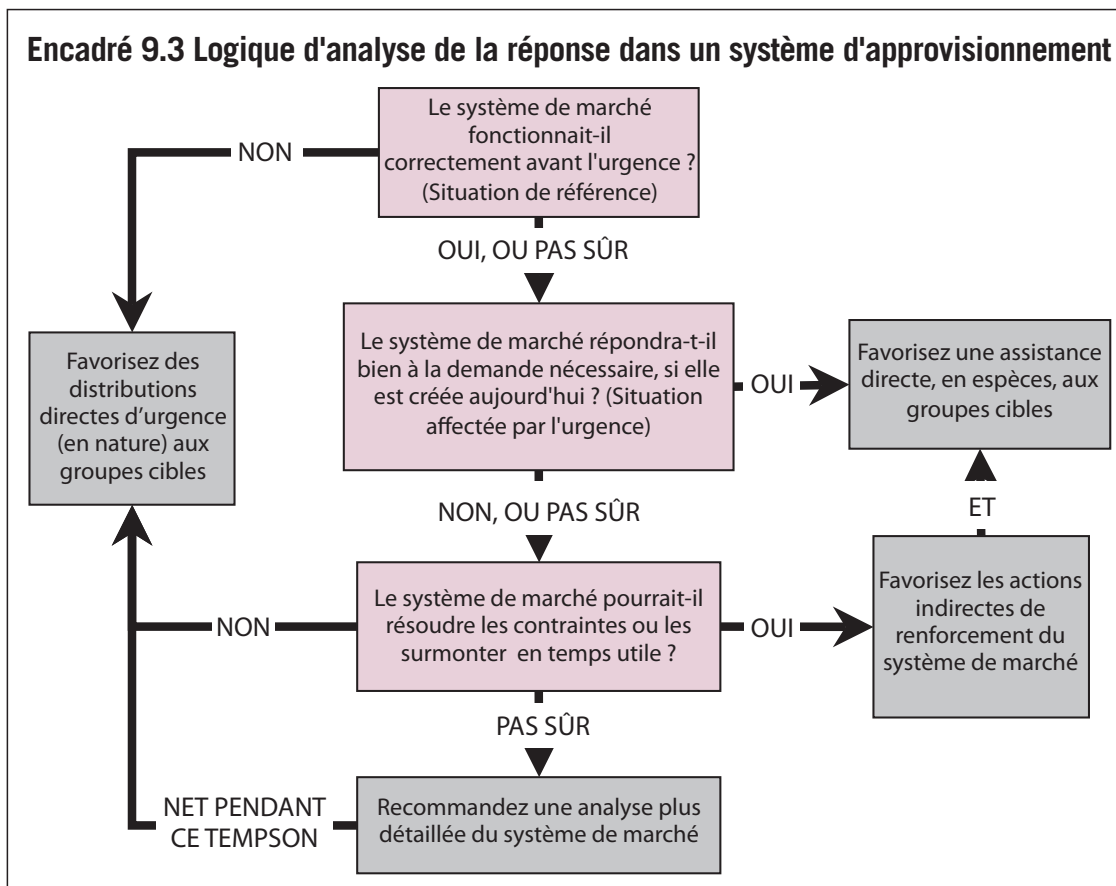 Encadré 9.3 Logique d'analyse de la réponse dans un système d'approvisionnement
Le système de marché
fonctionnait-il
correctement avant l'urgence ?
(Situation de référence)
NON
OUI, OU PAS SÛR
Favorisez des
distributions
directes d’urgence
(en nature) aux
groupes cibles
Le système de marché répondra-t-il
bien à la demande nécessaire, si elle
est créée aujourd'hui ? (Situation
affectée par l'urgence)
OUI
Favorisez une assistance
directe, en espèces, aux
groupes cibles
NON, OU PAS SÛR
ET
Le système de marché pourrait-il
résoudre les contraintes ou les
surmonter en temps utile ?
NON
OUI
Favorisez les actions
indirectes de
renforcement du
système de marché
PAS SÛR
Recommandez une analyse plus
détaillée du système de marché
NET PENDANT
CE TEMPSON